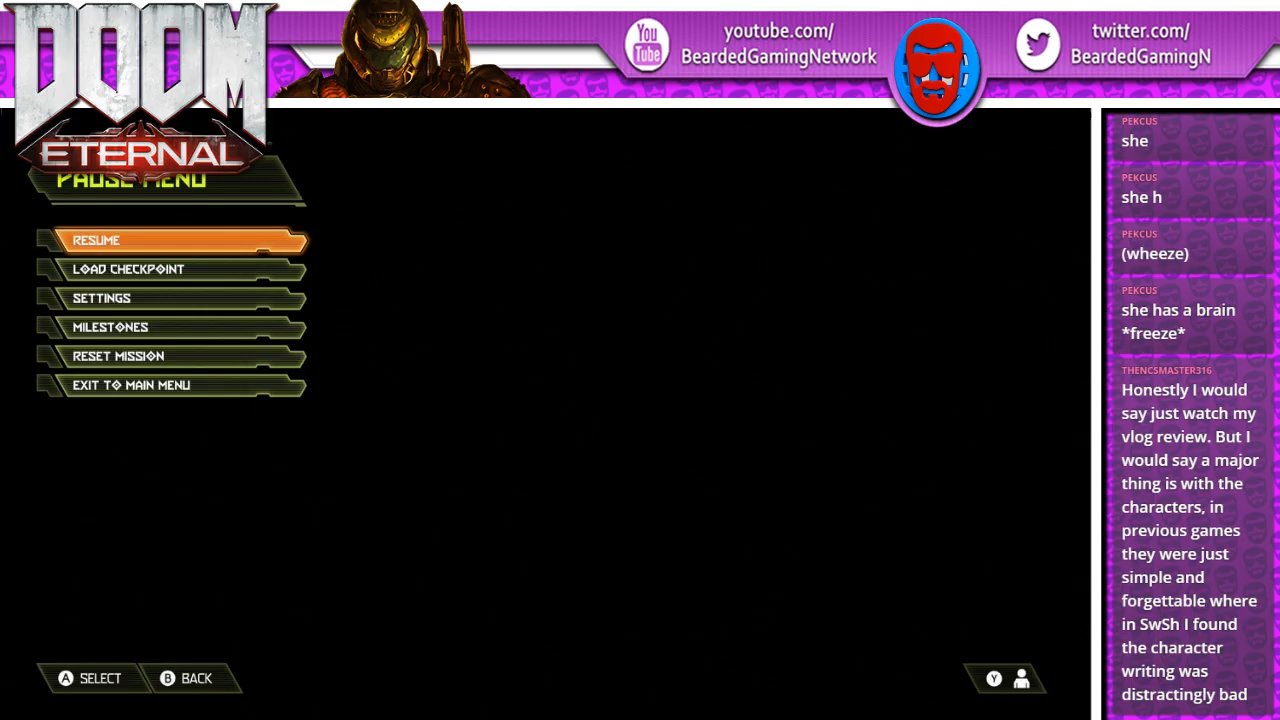 DOOM
ETERNAL
You
Tube
youtube.com/
BeardedGamingNetwork
twitter.com/
BeardedGamingN
PAUSE MENU
RESUME
LOAD CHECKPOINT
SETTINGS
MILESTONES
RESET MISSION
EXIT TO MAIN MENU
A SELECT
B BACK
Y
PEKCUS
she
PEKCUS
she h
PEKCUS
(wheeze)
PEKCUS
she has a brain
*freeze*
THENCSMASTER316
Honestly I would
say just watch my
vlog review. But I
would say a major
thing is with the
characters, in
previous games
they were just
simple and
forgettable where
in SwSh I found
the character
writing was
distractingly bad